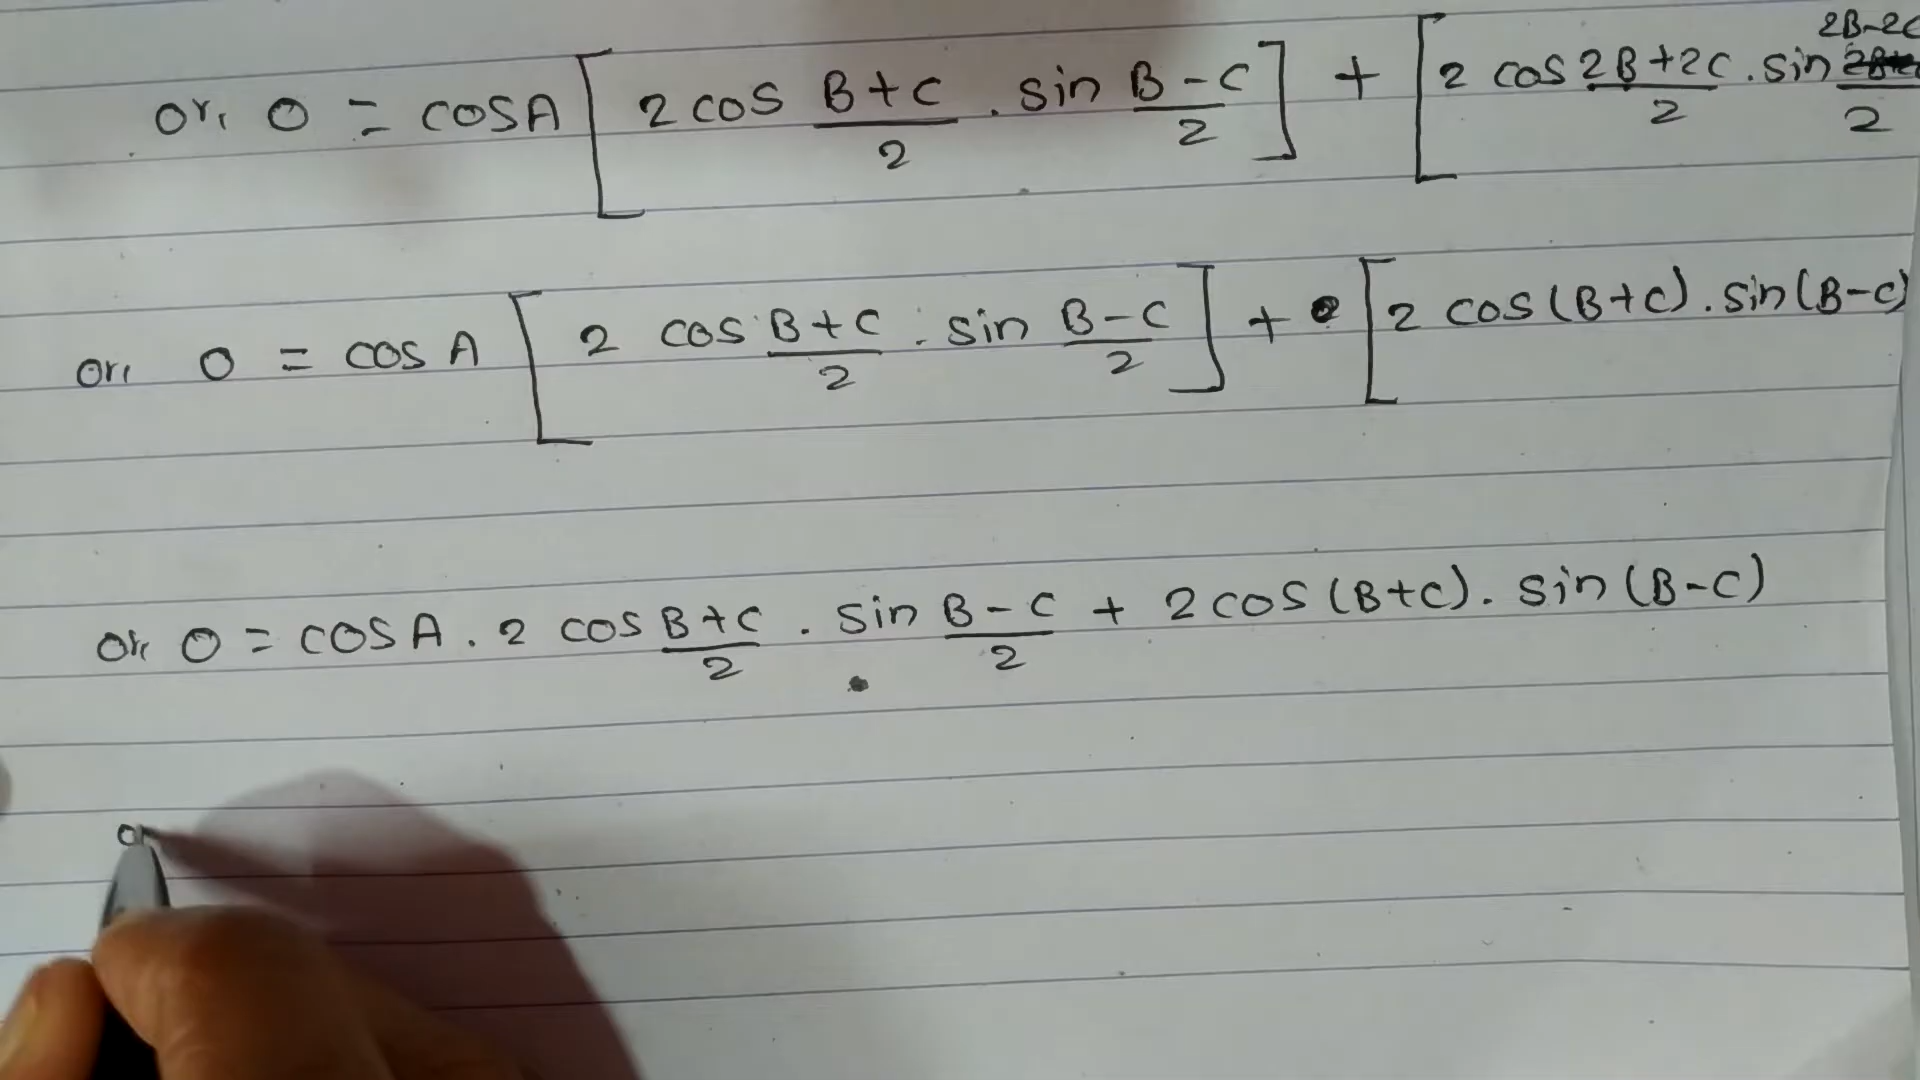 or, 0 = cosA [ 2 cos (B+C)/2 . sin (B-C)/2 ] + [ 2 cos (2B+2C)/2 . sin (2B-2C)/2
or, 0 = cos A [ 2 cos (B+C)/2 . sin (B-C)/2 ] + [ 2 cos(B+C) . sin(B-C)
or, 0 = cos A . 2 cos (B+C)/2 . sin (B-C)/2 + 2 cos (B+C) . sin (B-C)